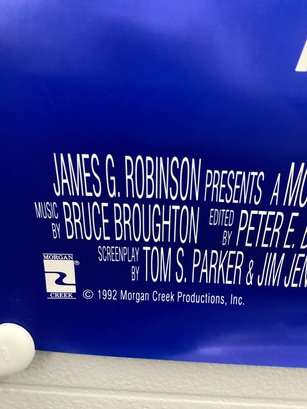 JAMES G. ROBINSON PRESENTS A
MUSIC BY BRUCE BROUGHTON EDITED BY PETER E.
SCREENPLAY BY TOM S. PARKER & JIM
MORGAN
CREEK
© 1992 Morgan Creek Productions, Inc.